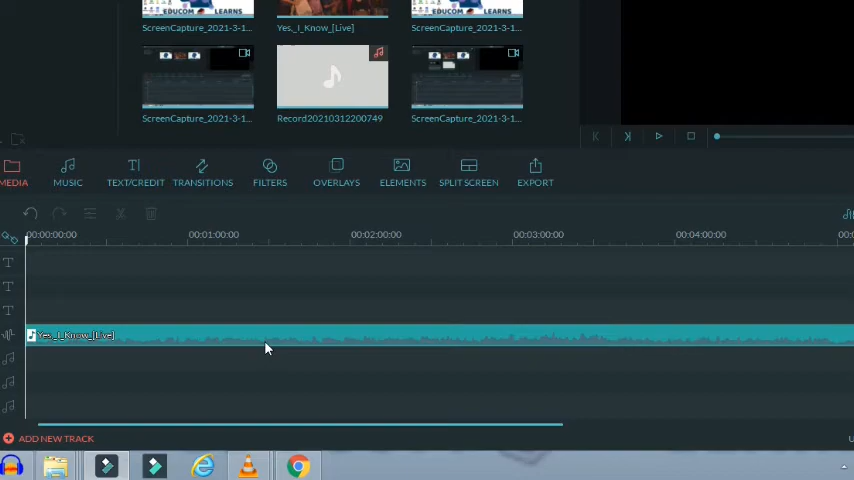 EDUCOM
LEARNS
EDUCOM
LEARNS
Yes,_I_Know_[Live]
ScreenCapture_2021-3-1...
ScreenCapture_2021-3-1...
ScreenCapture_2021-3-1...
Record20210312200749
ScreenCapture_2021-3-1...
MEDIA
MUSIC
TEXT/CREDIT
TRANSITIONS
FILTERS
OVERLAYS
ELEMENTS
SPLIT SCREEN
EXPORT
00:00:00:00
00:01:00:00
00:02:00:00
00:03:00:00
00:04:00:00
Yes,_I_Know_[Live]
ADD NEW TRACK